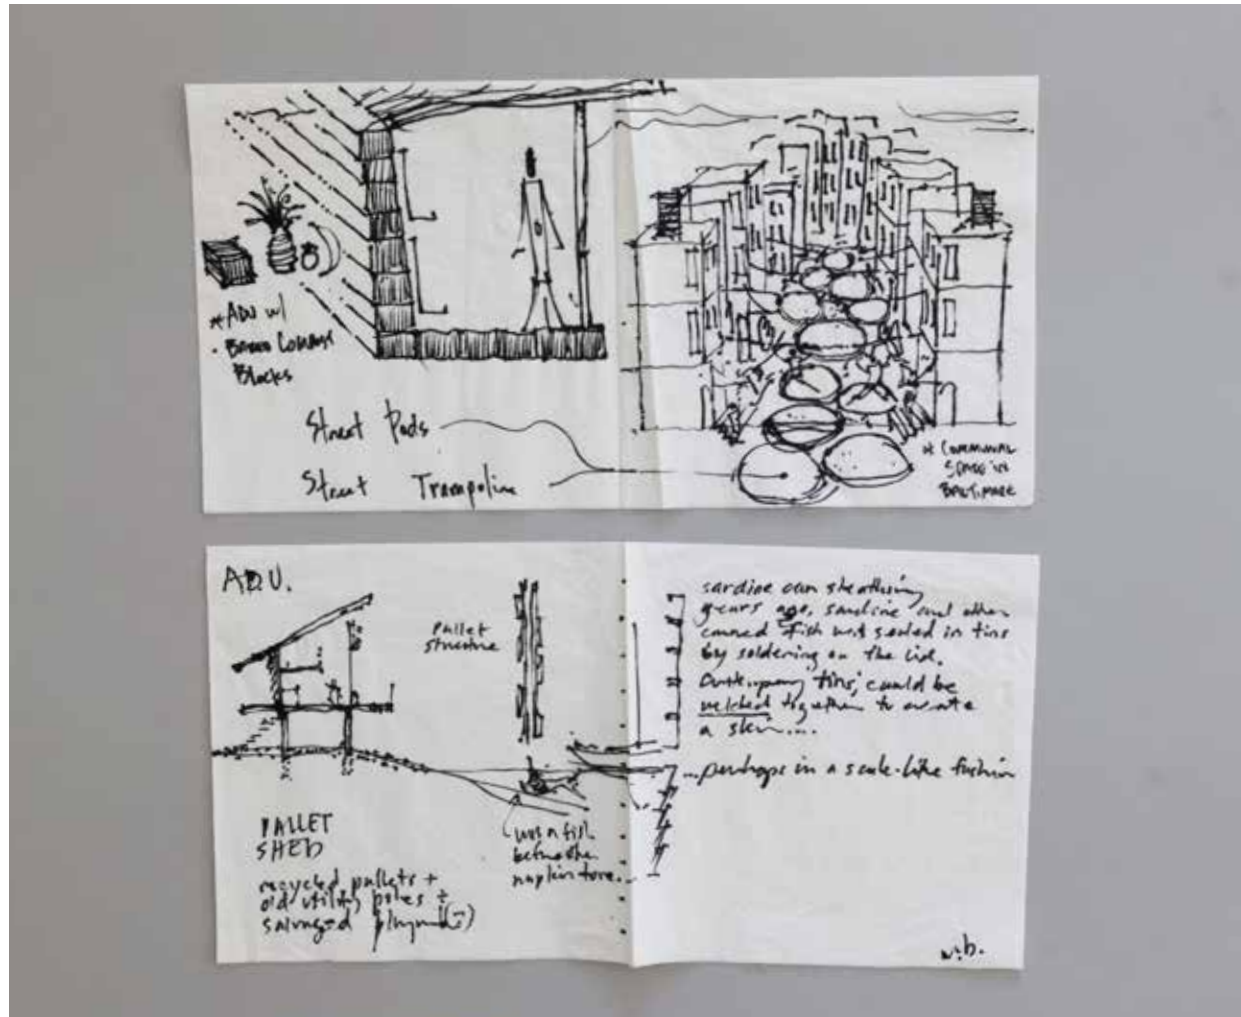 * ADU w/
Blocks
Street Pods
Street Trampoline
* COMMUNAL
SPACE IN
BALTIMORE
ADU.
Pallet
structure
sardine can sheathing
years ago, sardine and other
canned fish was sealed in tins
by soldering on the lid.
tins, could be
welded together to create
a skin....
...perhaps in a scale-like fashion
PALLET
SHED
recycled pallets +
old utility poles +
salvaged plywood(?)
was a fish
before the
napkin tore.
w.b.